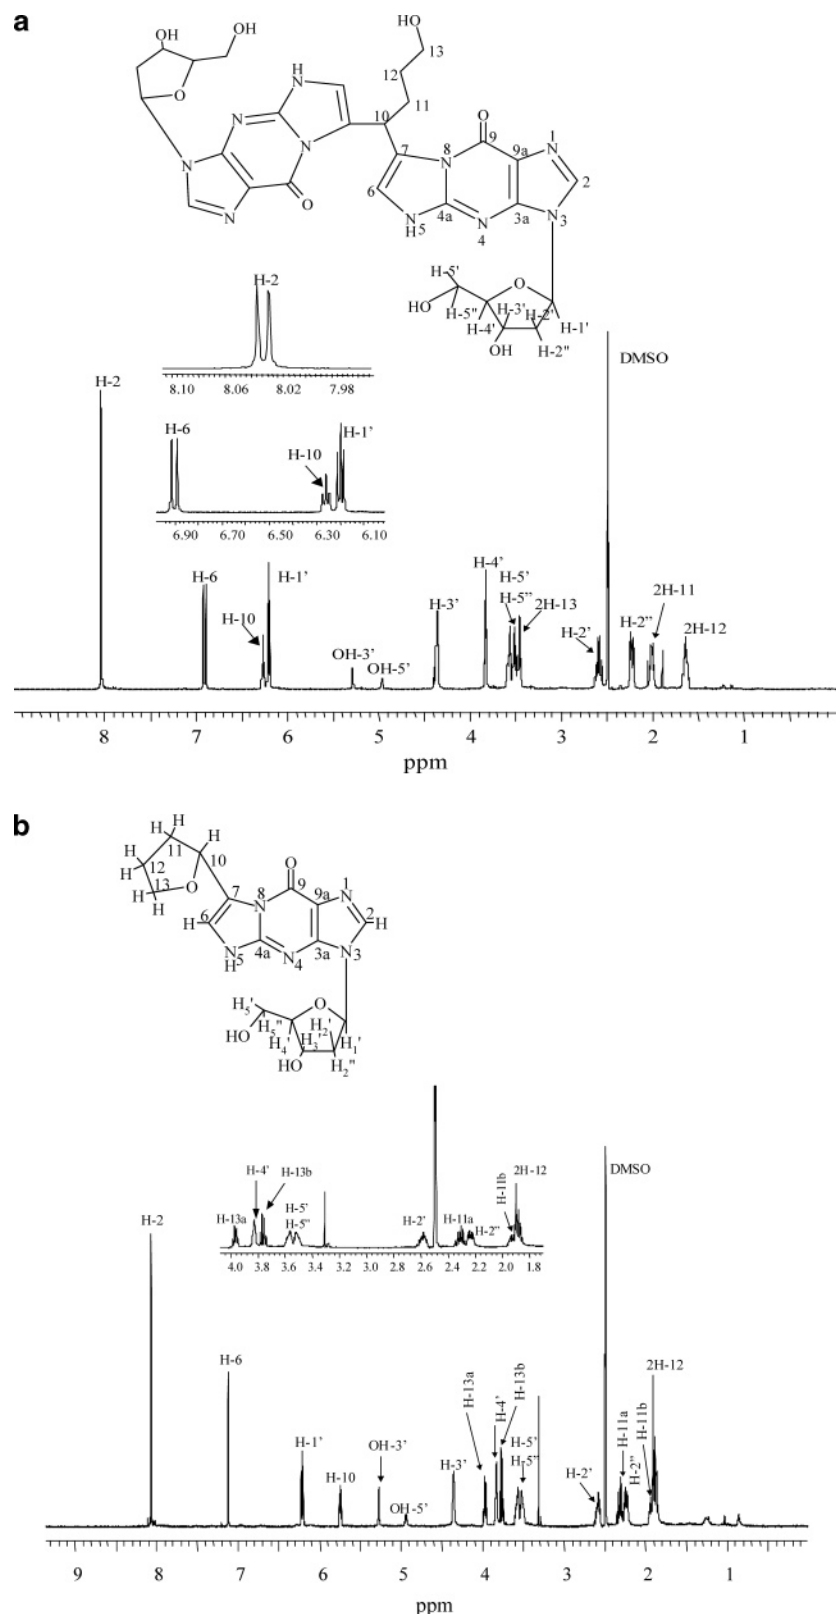 a
HO
OH
OH
13
H
N
12
O
11
N
10
O
N
N
9
N
1
7
8
9a
N
N
2
O
6
N
4a
N
3a
N 3
N
H 5
4
H-5'
O
HO
H-5"
H-3'
H-2'
H-4'
H-1'
OH
H-2"
H-2
8.10 8.06 8.02 7.98
DMSO
H-2
H-6
H-10
H-1’
6.90 6.70 6.50 6.30 6.10
H-6
H-1’
H-10
OH-3’
OH-5’
H-3’
H-4’
H-5’
H-5”
2H-13
H-2’
H-2”
2H-11
2H-12
8 7 6 5 4 3 2 1
ppm
b
H
H
H
11
H
10
12
O
H
13
O
H
H
9
N
1
7
8
9a
N
H
6
2
H
N
4a
N
3a
N 3
H 5
4
H5'
O
H5"
H2'
HO
H4'
H3'
H1'
HO
H2"
H-13a
H-4’
H-13b
H-5’
H-5”
H-2’
H-11a
H-2”
H-11b
2H-12
4.0 3.8 3.6 3.4 3.2 3.0 2.8 2.6 2.4 2.2 2.0 1.8
DMSO
H-2
H-6
H-1’
H-10
OH-3’
OH-5’
H-3’
H-13a
H-4’
H-13b
H-5’
H-5”
H-2’
H-11a
H-2”
H-11b
2H-12
9 8 7 6 5 4 3 2 1
ppm